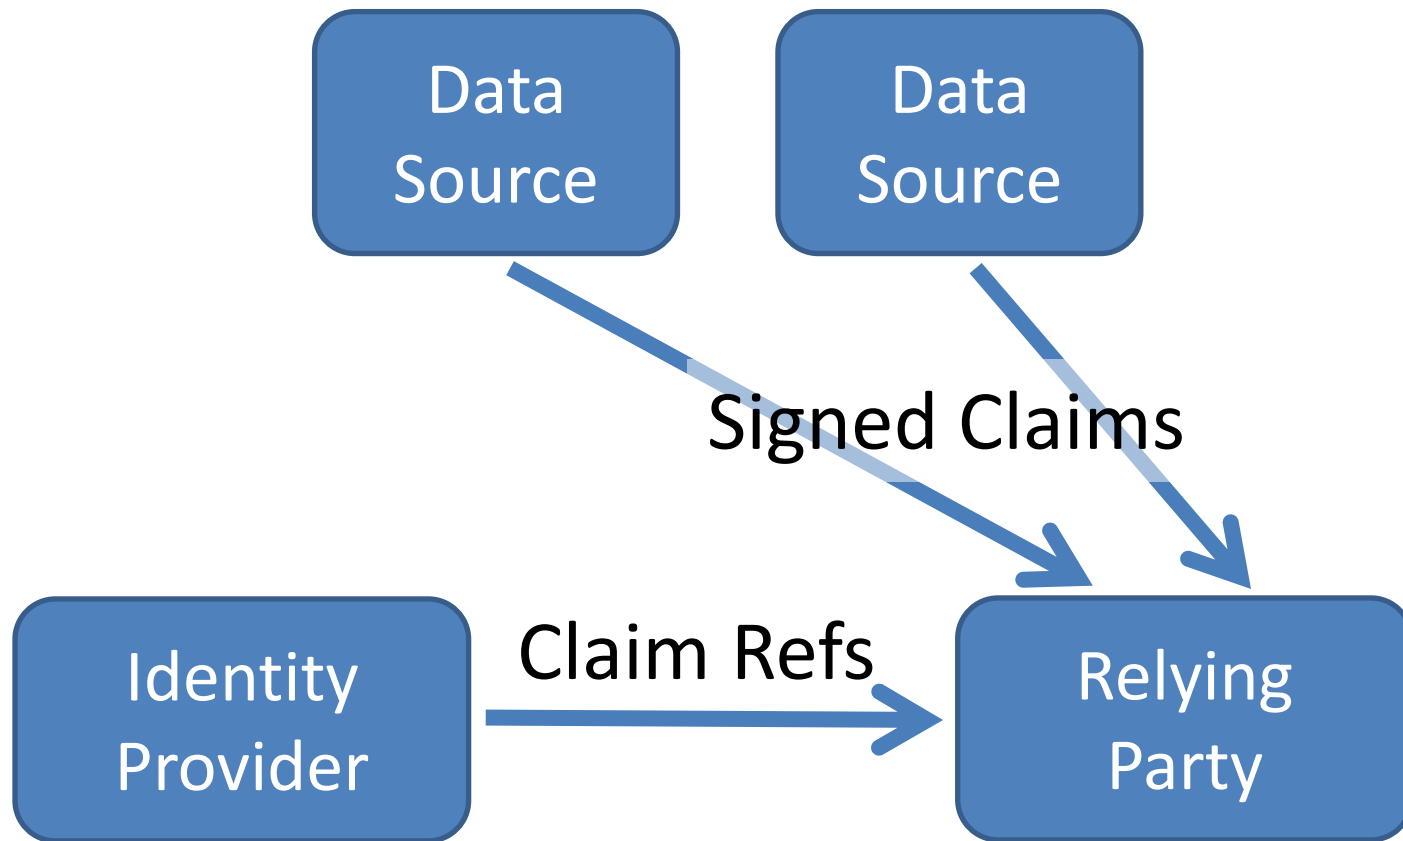 Data
Source
Data
Source
Signed Claims
Claim Refs
Identity
Provider
Relying
Party